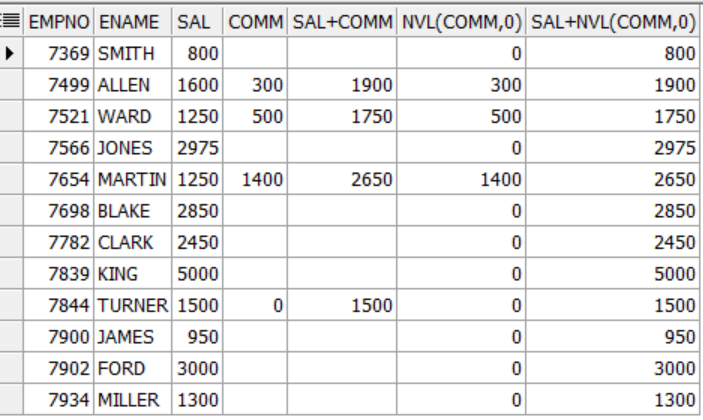 EMPNO ENAME SAL COMM SAL+COMM NVL(COMM,0) SAL+NVL(COMM,0)
7369 SMITH 800 0 800
7499 ALLEN 1600 300 1900 300 1900
7521 WARD 1250 500 1750 500 1750
7566 JONES 2975 0 2975
7654 MARTIN 1250 1400 2650 1400 2650
7698 BLAKE 2850 0 2850
7782 CLARK 2450 0 2450
7839 KING 5000 0 5000
7844 TURNER 1500 0 1500 0 1500
7900 JAMES 950 0 950
7902 FORD 3000 0 3000
7934 MILLER 1300 0 1300